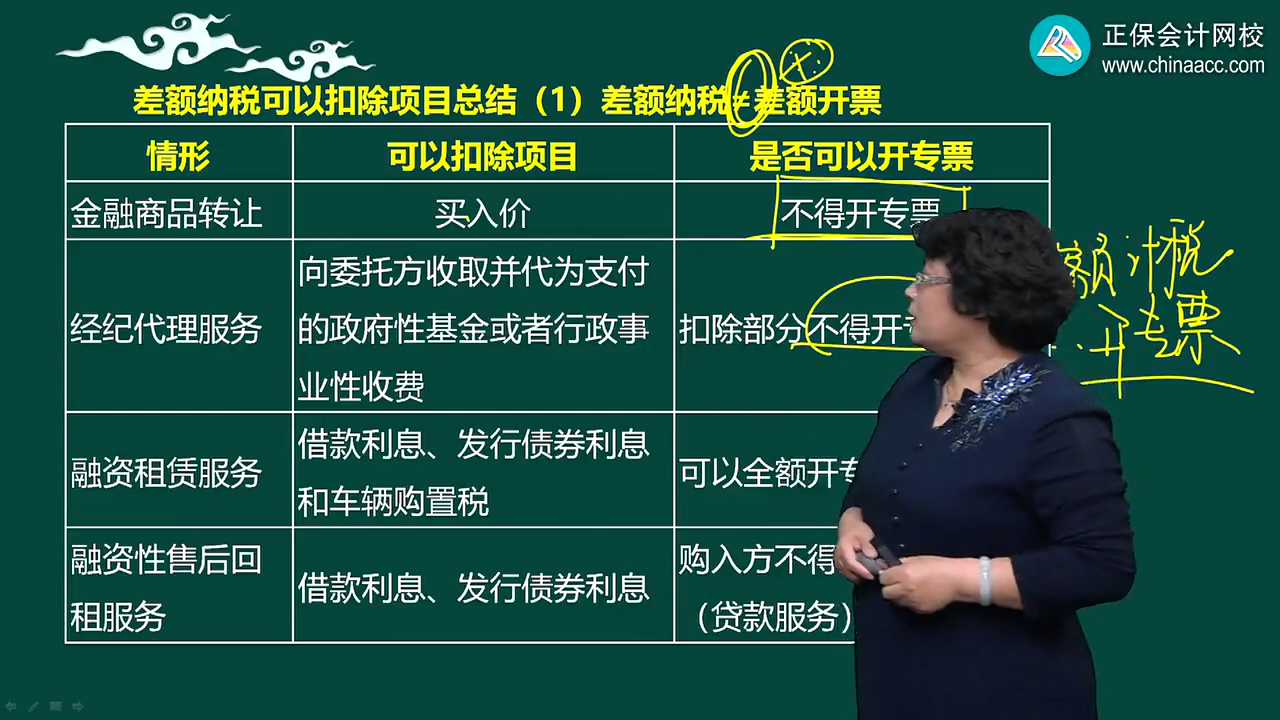 正保会计网校
www.chinaacc.com
差额纳税可以扣除项目总结（1）差额纳税≠差额开票
情形
可以扣除项目
是否可以开专票
金融商品转让
买入价
不得开专票
经纪代理服务
向委托方收取并代为支付
的政府性基金或者行政事
业性收费
扣除部分不得开专
额计税
开专票
融资租赁服务
借款利息、发行债券利息
和车辆购置税
可以全额开专
融资性售后回
租服务
借款利息、发行债券利息
购入方不得
（贷款服务）